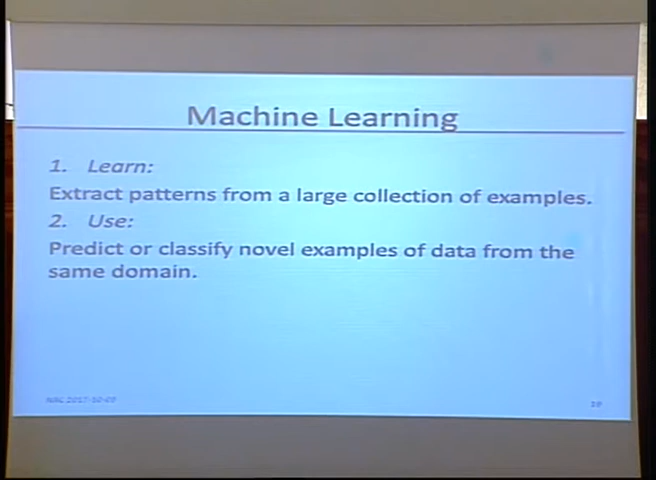 Machine Learning
1. Learn:
Extract patterns from a large collection of examples.
2. Use:
Predict or classify novel examples of data from the
same domain.